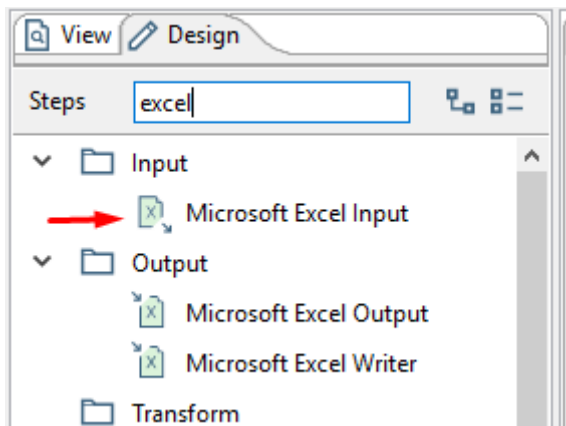 View Design
Steps excel
Input
Microsoft Excel Input
Output
Microsoft Excel Output
Microsoft Excel Writer
Transform